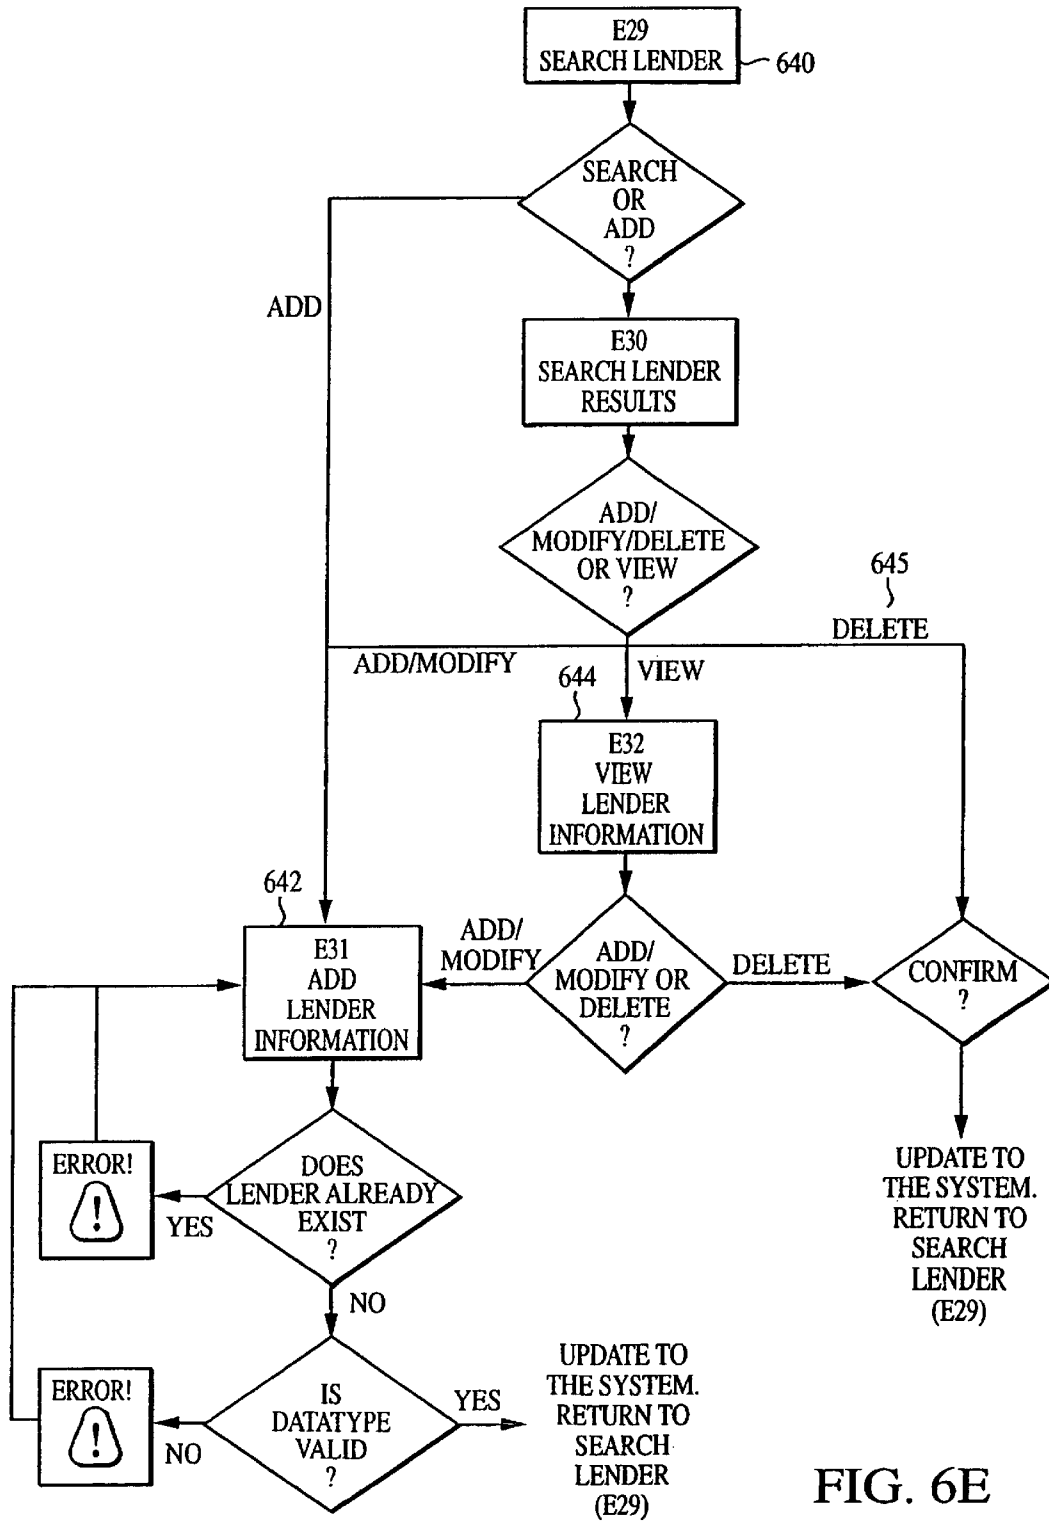 E29
SEARCH LENDER
640
SEARCH
OR
ADD
?
ADD
E30
SEARCH LENDER
RESULTS
ADD/
MODIFY/DELETE
OR VIEW
?
645
DELETE
ADD/MODIFY
VIEW
644
E32
VIEW
LENDER
INFORMATION
642
E31
ADD
LENDER
INFORMATION
ADD/
MODIFY
ADD/
MODIFY OR
DELETE
?
DELETE
CONFIRM
?
ERROR!
!
YES
DOES
LENDER ALREADY
EXIST
?
NO
UPDATE TO
THE SYSTEM.
RETURN TO
SEARCH
LENDER
(E29)
ERROR!
!
NO
IS
DATATYPE
VALID
?
YES
UPDATE TO
THE SYSTEM.
RETURN TO
SEARCH
LENDER
(E29)
FIG. 6E